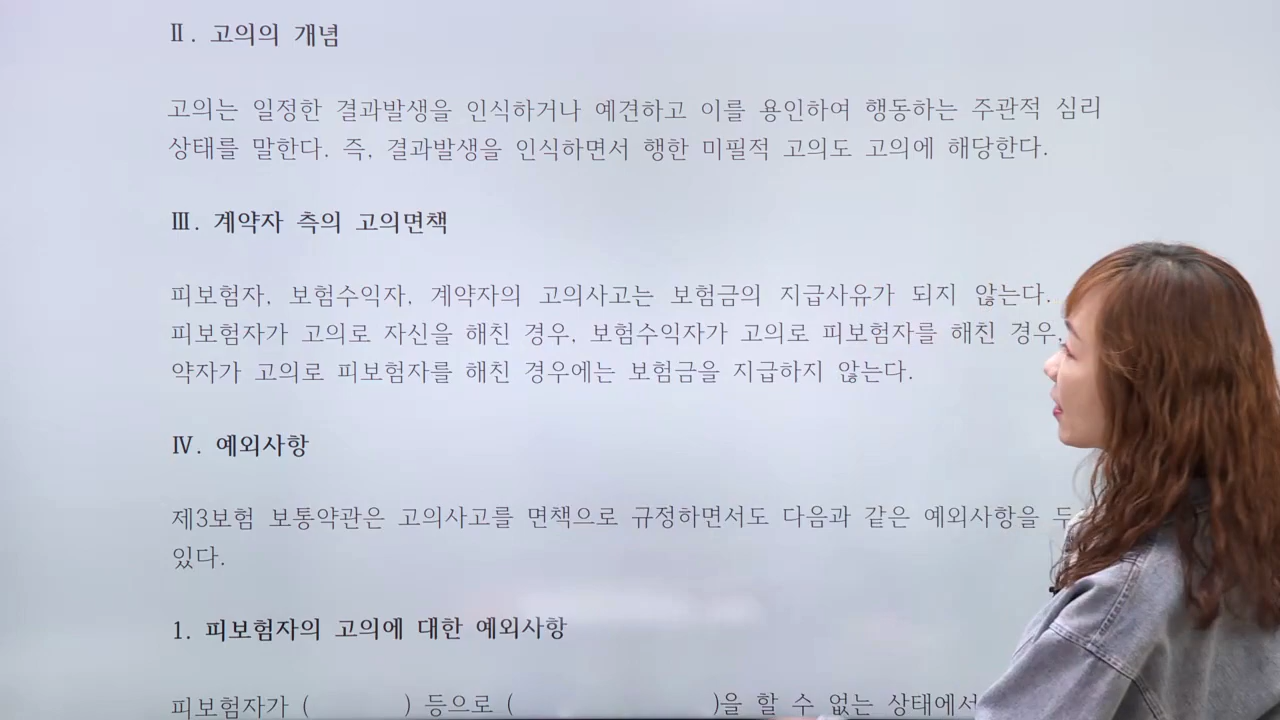 Ⅱ. 고의의 개념
고의는 일정한 결과발생을 인식하거나 예견하고 이를 용인하여 행동하는 주관적 심리
상태를 말한다. 즉, 결과발생을 인식하면서 행한 미필적 고의도 고의에 해당한다.
Ⅲ. 계약자 측의 고의면책
피보험자, 보험수익자, 계약자의 고의사고는 보험금의 지급사유가 되지 않는다.
피보험자가 고의로 자신을 해친 경우, 보험수익자가 고의로 피보험자를 해친 경우,
약자가 고의로 피보험자를 해친 경우에는 보험금을 지급하지 않는다.
Ⅳ. 예외사항
제3보험 보통약관은 고의사고를 면책으로 규정하면서도 다음과 같은 예외사항을 두
있다.
1. 피보험자의 고의에 대한 예외사항
피보험자가 ( ) 등으로 ( )을 할 수 없는 상태에서